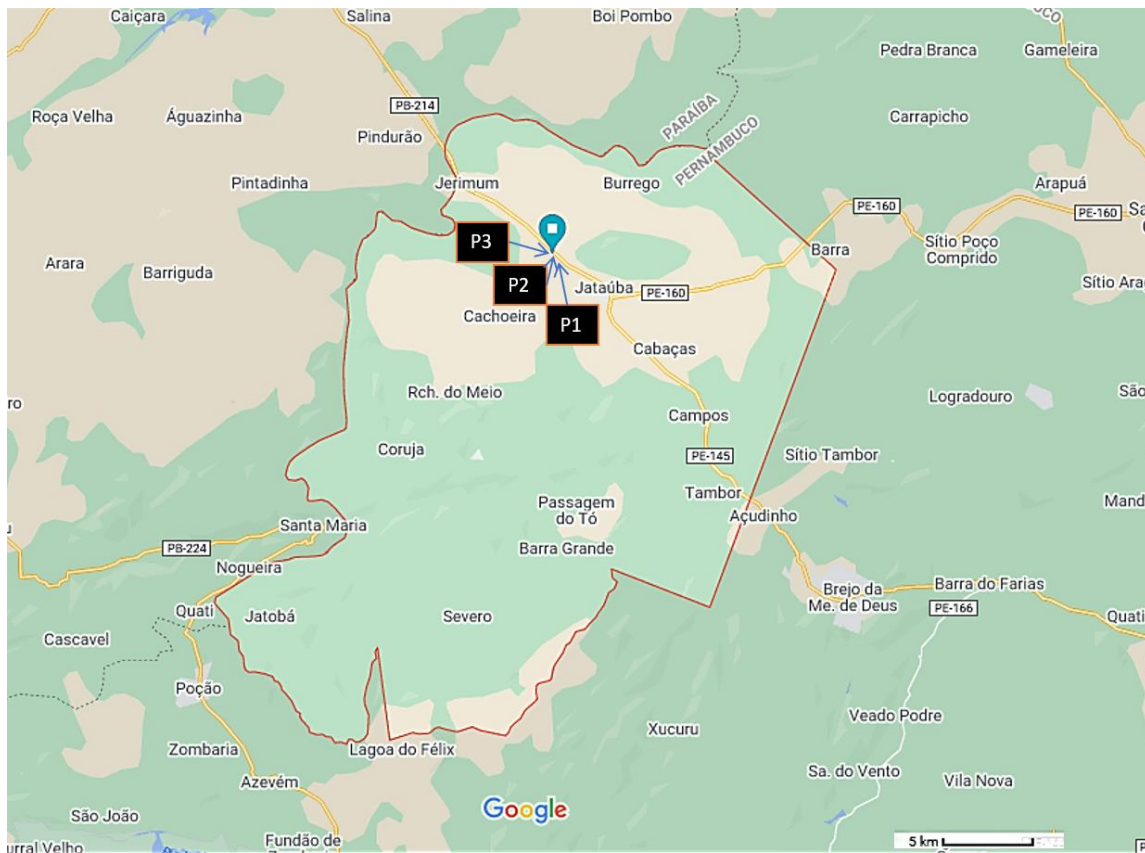 Caiçara
Salina
Boi Pombo
UCO
Pedra Branca
Gameleira
PB-214
Roça Velha
Águazinha
Pindurão
PARAÍBA
PERNAMBUCO
Carrapicho
Pintadinha
Jerimum
Burrego
Arapuá
PE-160
PE-160
Sa
P3
Arara
Barriguda
Barra
Sítio Poço
Comprido
Sítio Ara
P2
Jataúba
PE-160
Cachoeira
P1
Cabaças
Rch. do Meio
Logradouro
São
ro
Campos
Coruja
PE-145
Sítio Tambor
Tambor
Passagem
do Tó
Açudinho
Mand
Santa Maria
PB-224
Barra Grande
Nogueira
Brejo da
Me. de Deus
Barra do Farias
PE-166
Quati
Jatobá
Severo
Quati
Cascavel
Poção
Xucuru
Veado Podre
Zombaria
Lagoa do Félix
Sa. do Vento
Azevém
Vila Nova
Google
São João
Fundão de
urral Velho
5 km